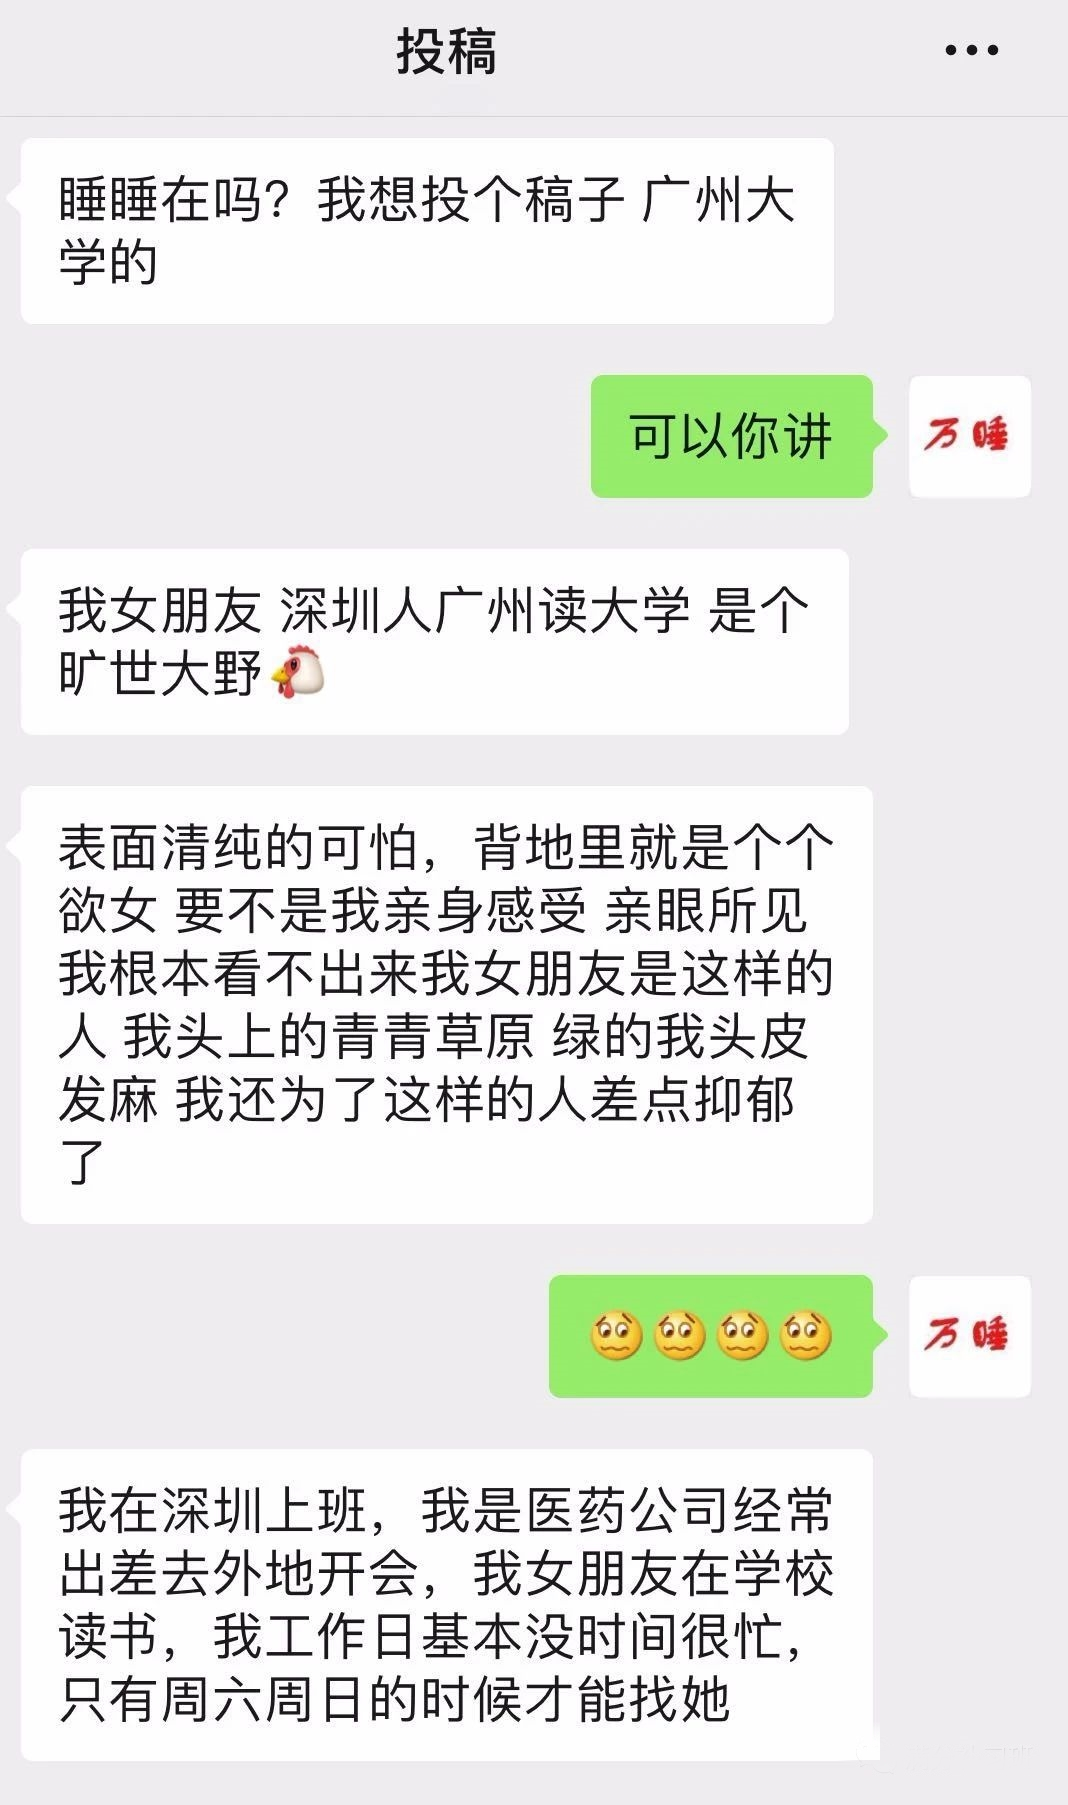 投稿
睡睡在吗？我想投个稿子 广州大
学的
可以你讲
万睡
我女朋友 深圳人广州读大学 是个
旷世大野🐔
表面清纯的可怕，背地里就是个个
欲女 要不是我亲身感受 亲眼所见
我根本看不出来我女朋友是这样的
人 我头上的青青草原 绿的我头皮
发麻 我还为了这样的人差点抑郁
了
万睡
我在深圳上班，我是医药公司经常
出差去外地开会，我女朋友在学校
读书，我工作日基本没时间很忙，
只有周六周日的时候才能找她